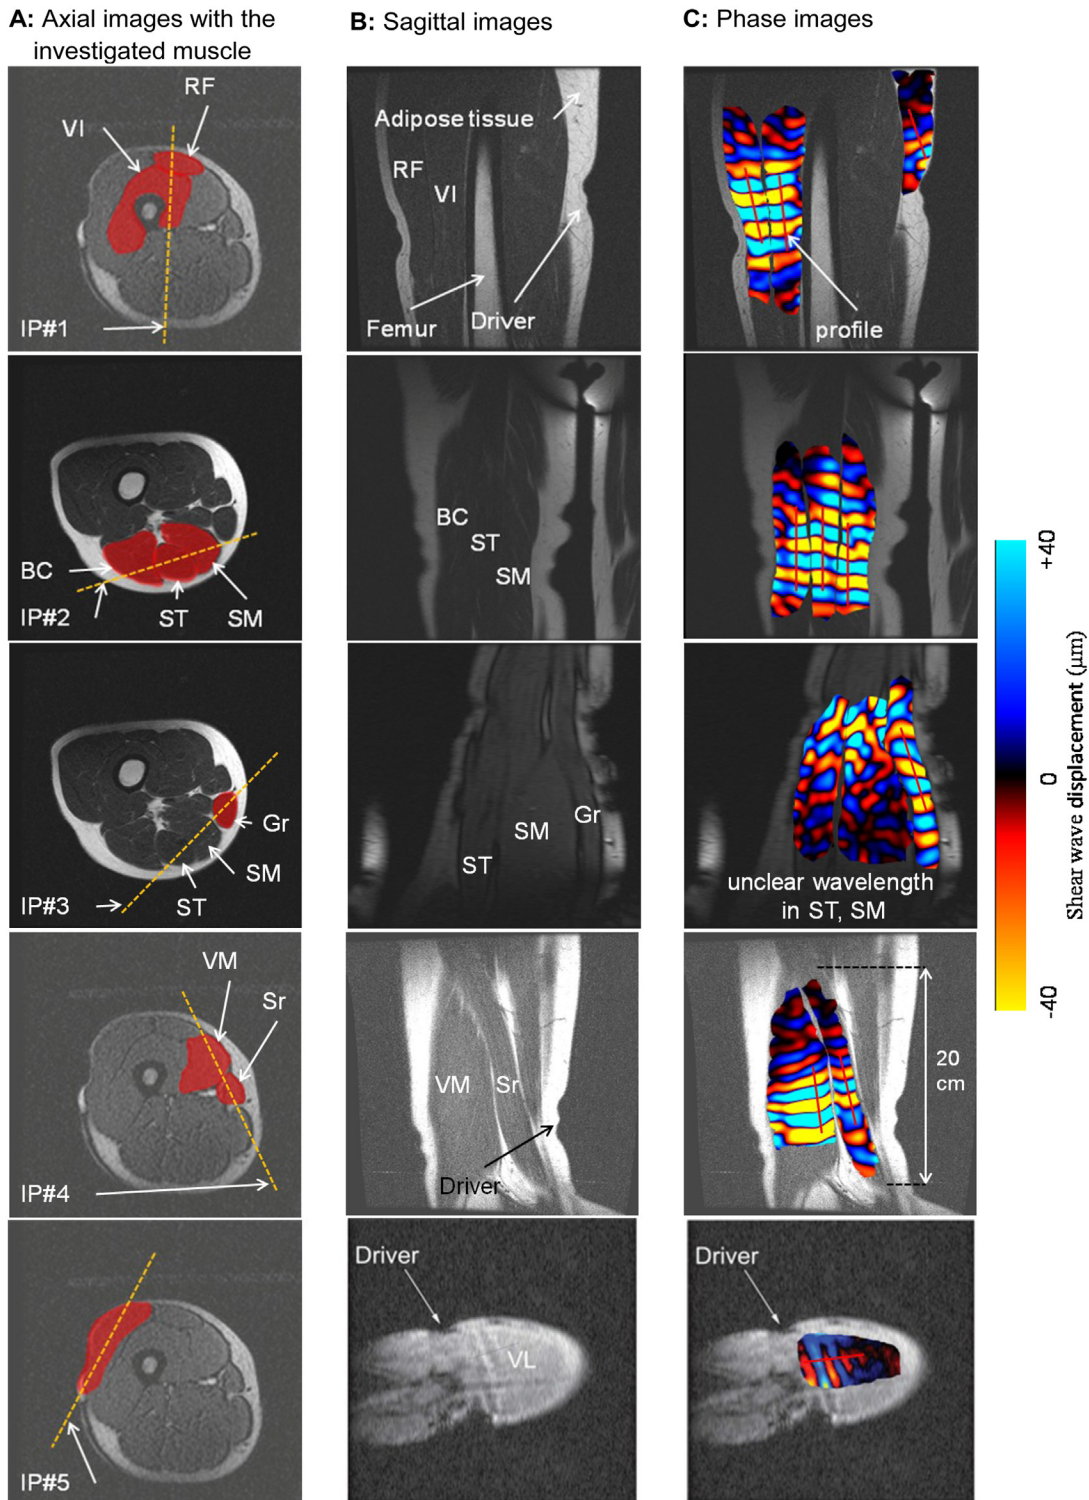 A: Axial images with the
investigated muscle
B: Sagittal images
C: Phase images
RF
VI
IP#1
Adipose tissue
RF
VI
Femur
Driver
profile
BC
IP#2
ST
SM
BC
ST
SM
Gr
SM
IP#3
ST
Gr
SM
ST
unclear wavelength
in ST, SM
VM
Sr
IP#4
VM
Sr
Driver
20
cm
IP#5
Driver
VL
Driver
+40
0
-40
Shear wave displacement (µm)